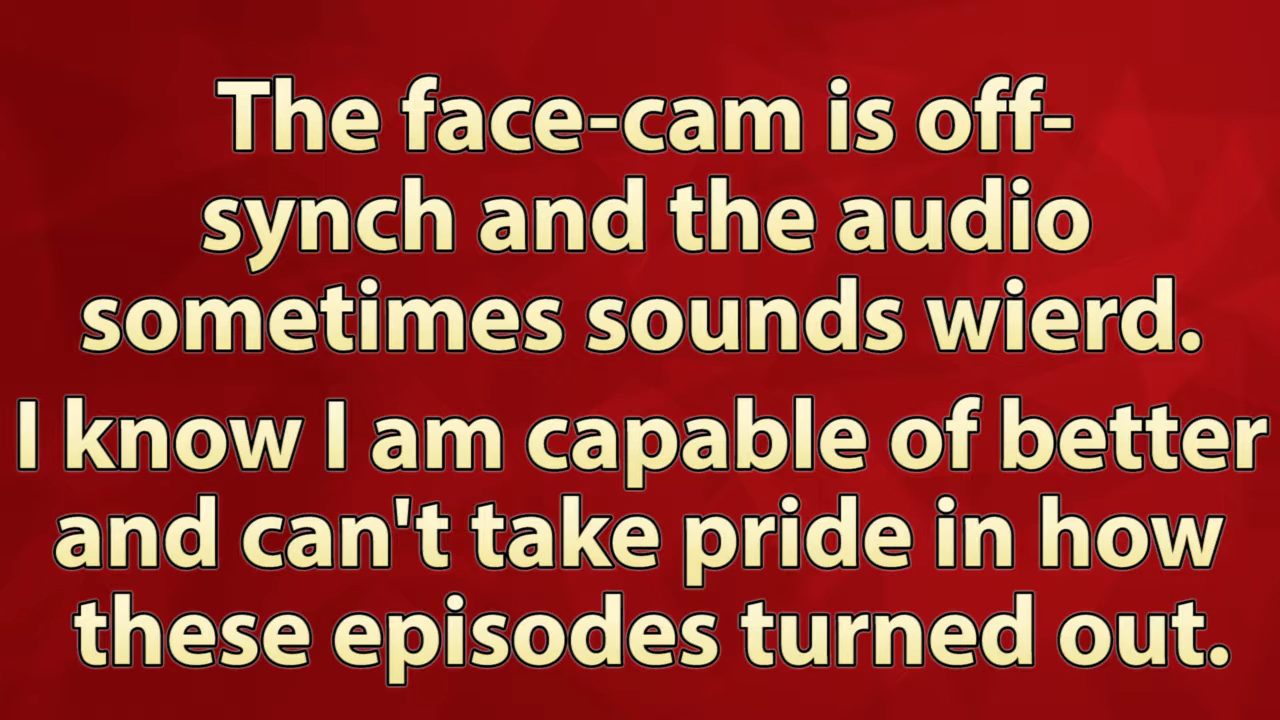 The face-cam is off-
synch and the audio
sometimes sounds wierd.
I know I am capable of better
and can't take pride in how
these episodes turned out.